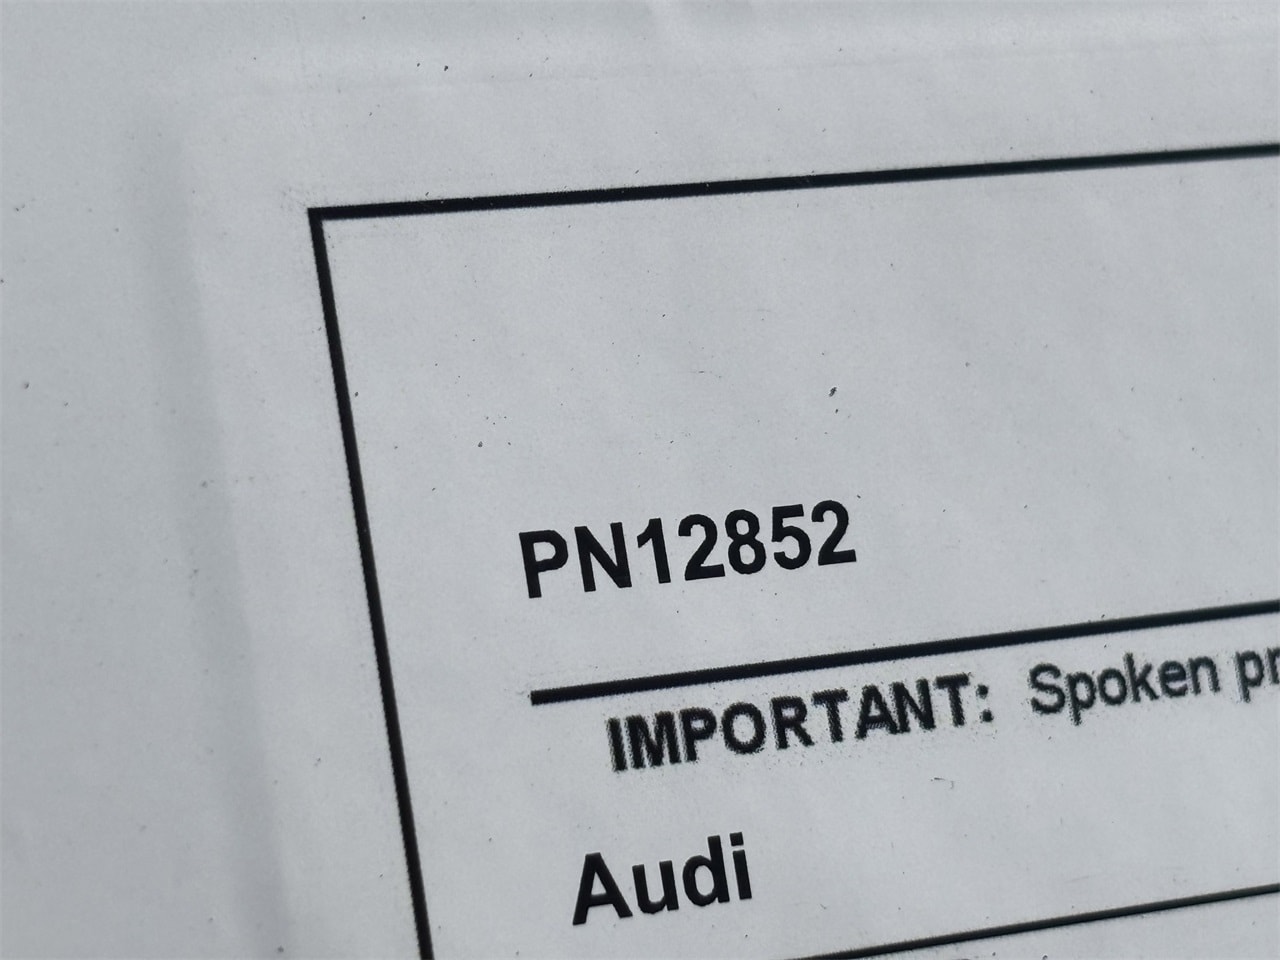 PN12852
IMPORTANT: Spoken
Audi